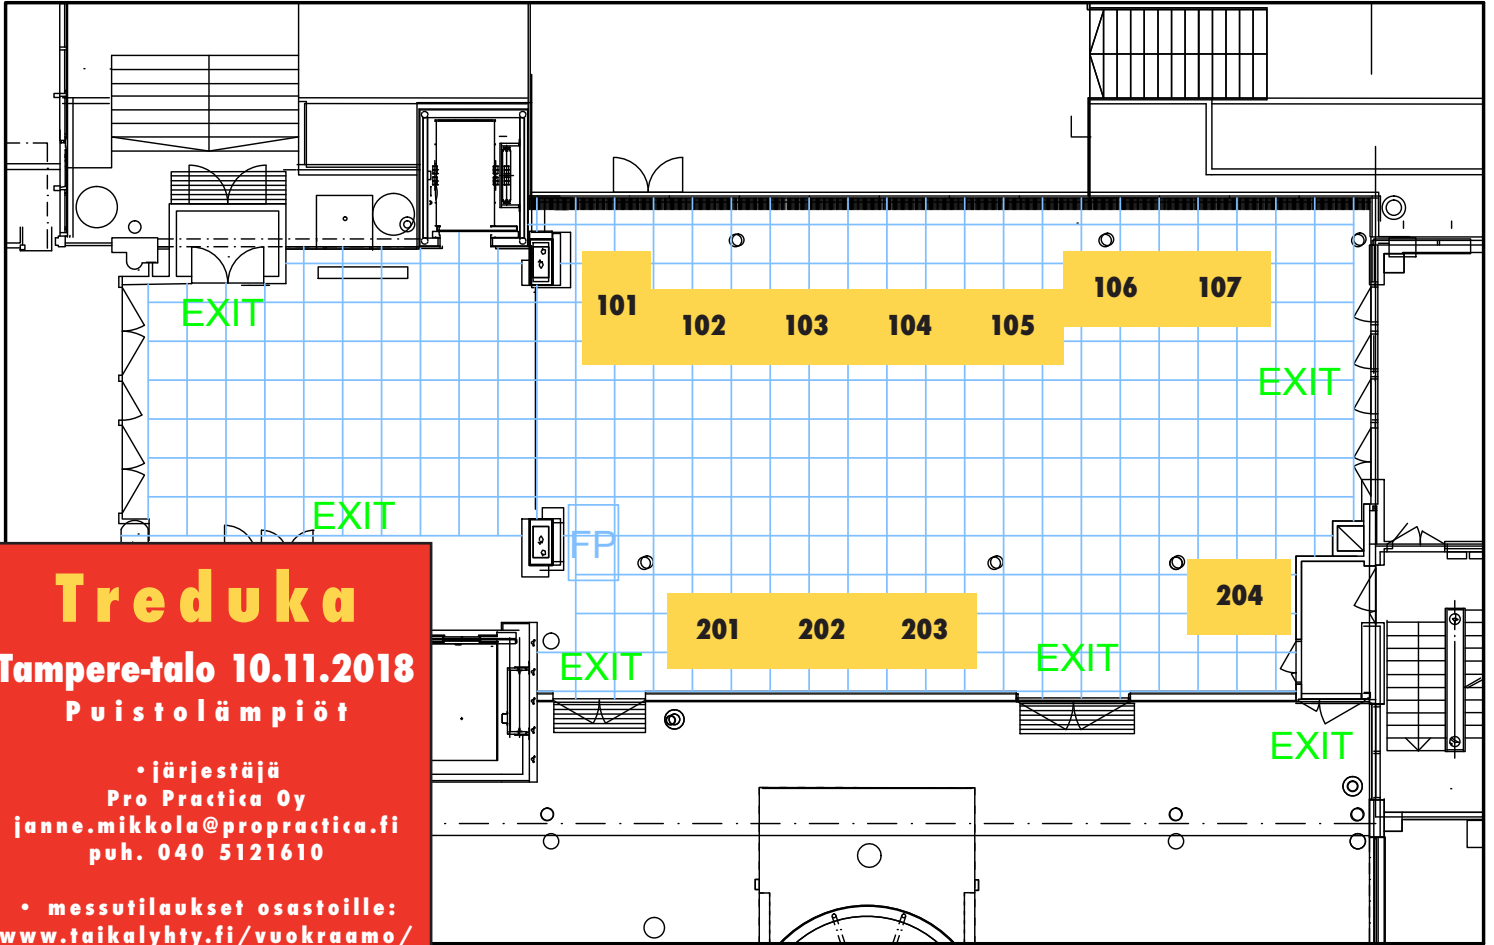 EXIT
101
102
103
104
105
106
107
EXIT
EXIT
FP
201
202
203
204
EXIT
EXIT
EXIT
Treduka
Tampere-talo 10.11.2018
Puistolämpiöt
• järjestäjä
Pro Practica Oy
janne.mikkola@propractica.fi
puh. 040 5121610
• messutilaukset osastoille:
www.taikalyhty.fi/vuokraamo/